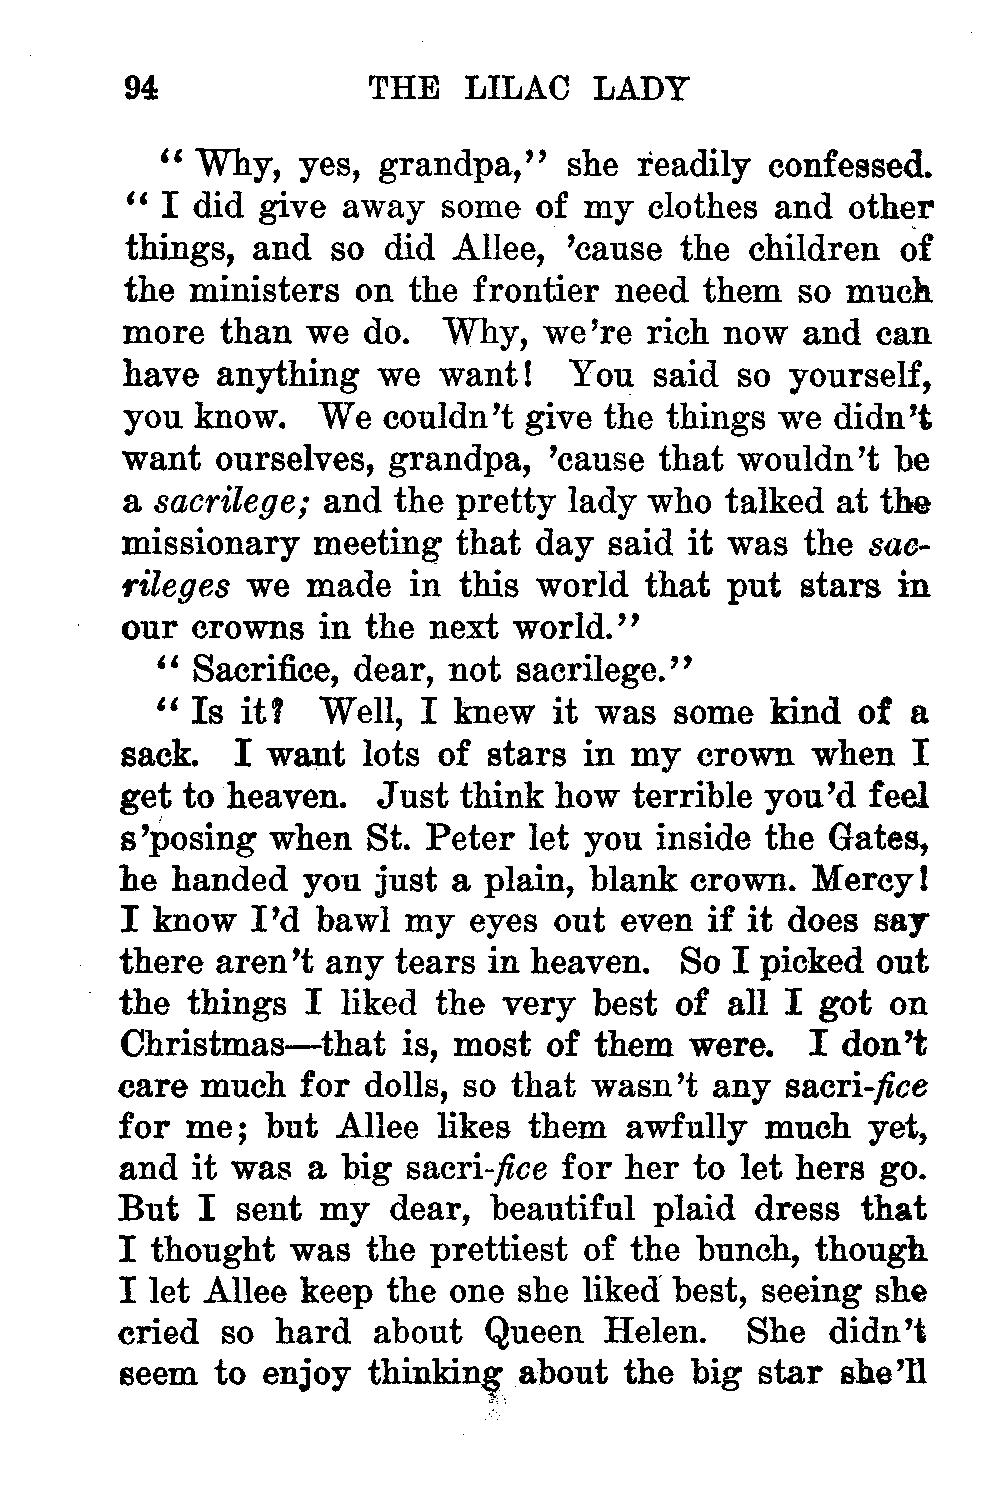 94 THE LILAC LADY
“ Why, yes, grandpa,” she readily confessed.
“ I did give away some of my clothes and other
things, and so did Allee, ’cause the children of
the ministers on the frontier need them so much
more than we do. Why, we’re rich now and can
have anything we want! You said so yourself,
you know. We couldn’t give the things we didn’t
want ourselves, grandpa, ’cause that wouldn’t be
a sacrilege; and the pretty lady who talked at the
missionary meeting that day said it was the sac-
rileges we made in this world that put stars in
our crowns in the next world.”
“ Sacrifice, dear, not sacrilege.”
“ Is it? Well, I knew it was some kind of a
sack. I want lots of stars in my crown when I
get to heaven. Just think how terrible you’d feel
s’posing when St. Peter let you inside the Gates,
he handed you just a plain, blank crown. Mercy!
I know I’d bawl my eyes out even if it does say
there aren’t any tears in heaven. So I picked out
the things I liked the very best of all I got on
Christmas—that is, most of them were. I don’t
care much for dolls, so that wasn’t any sacri-fice
for me; but Allee likes them awfully much yet,
and it was a big sacri-fice for her to let hers go.
But I sent my dear, beautiful plaid dress that
I thought was the prettiest of the bunch, though
I let Allee keep the one she liked best, seeing she
cried so hard about Queen Helen. She didn’t
seem to enjoy thinking about the big star she’ll